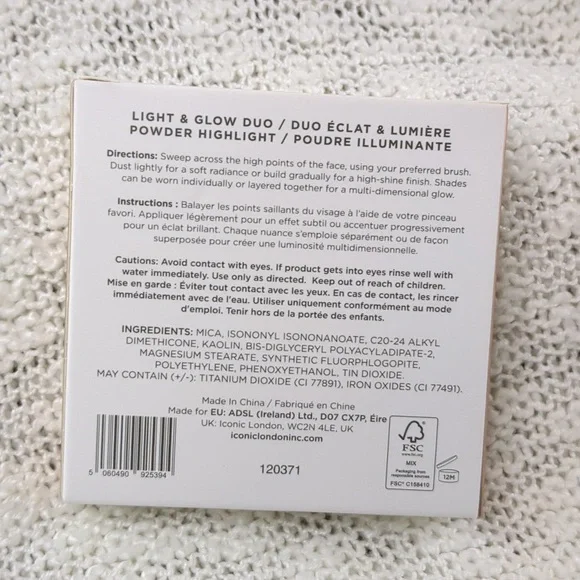 LIGHT & GLOW DUO / DUO ÉCLAT & LUMIÈRE
POWDER HIGHLIGHT / POUDRE ILLUMINANTE
Directions: Sweep across the high points of the face, using your preferred brush.
Dust lightly for a soft radiance or build gradually for a high-shine finish. Shades
can be worn individually or layered together for a multi-dimensional glow.
Instructions : Balayer les points saillants du visage à l'aide de votre pinceau
favori. Appliquer légèrement pour un effet subtil ou accentuer progressivement
pour un éclat brillant. Chaque nuance s'emploie séparément ou de façon
superposée pour créer une luminosité multidimensionnelle.
Cautions: Avoid contact with eyes. If product gets into eyes rinse well with
water immediately. Use only as directed. Keep out of reach of children.
Mise en garde : Éviter tout contact avec les yeux. En cas de contact, les rincer
immédiatement avec de l'eau. Utiliser uniquement conformément au mode
d'emploi. Tenir hors de la portée des enfants.
INGREDIENTS: MICA, ISONONYL ISONONANOATE, C20-24 ALKYL
DIMETHICONE, KAOLIN, BIS-DIGLYCERYL POLYACYLADIPATE-2,
MAGNESIUM STEARATE, SYNTHETIC FLUORPHLOGOPITE,
POLYETHYLENE, PHENOXYETHANOL, TIN DIOXIDE.
MAY CONTAIN (+/-): TITANIUM DIOXIDE (CI 77891), IRON OXIDES (CI 77491).
Made In China / Fabriqué en Chine
Made for EU: ADSL (Ireland) Ltd., D07 CX7P, Éire
UK: Iconic London, WC2N 4LE, UK
iconiclondoninc.com
5 060490 925394
120371
FSC
www.fsc.org
MIX
Packaging from
responsible sources
FSC® C158410
12M